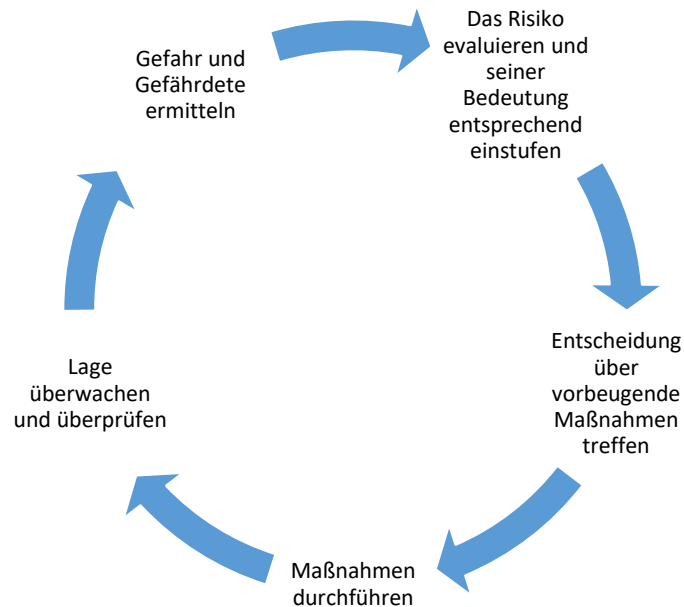 Gefahr und
Gefährdete
ermitteln
Das Risiko
evaluieren und
seiner
Bedeutung
entsprechend
einstufen
Entscheidung
über
vorbeugende
Maßnahmen
treffen
Maßnahmen
durchführen
Lage
überwachen
und überprüfen